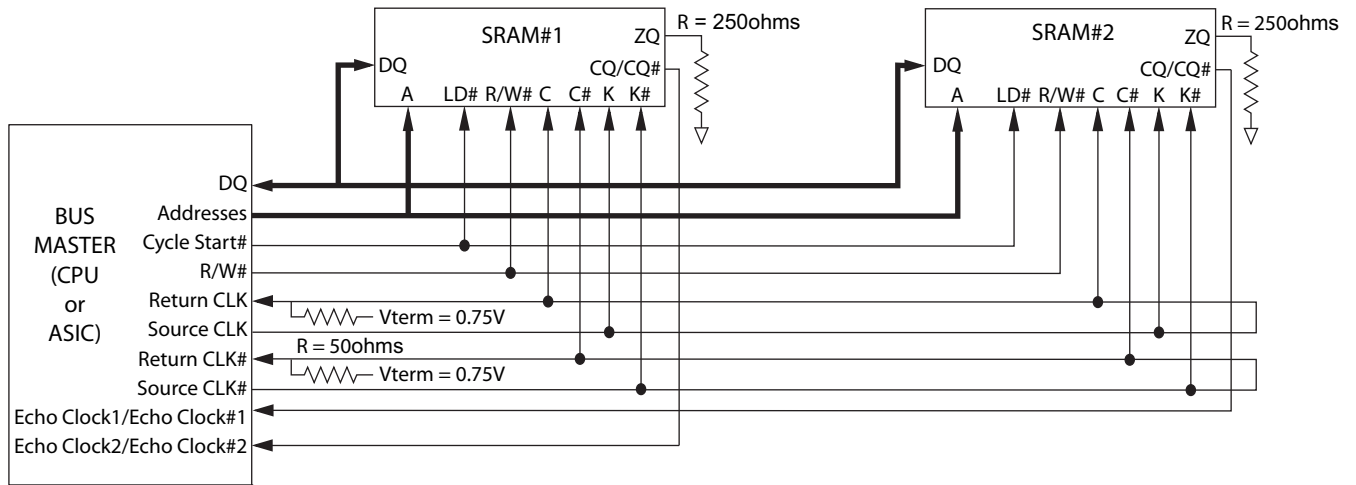 R = 250ohms
SRAM#1
ZQ
DQ
CQ/CQ#
A LD# R/W# C C# K K#
R = 250ohms
SRAM#2
ZQ
DQ
CQ/CQ#
A LD# R/W# C C# K K#
BUS
MASTER
(CPU
or
ASIC)
DQ
Addresses
Cycle Start#
R/W#
Return CLK
Source CLK
Return CLK#
Source CLK#
Echo Clock1/Echo Clock#1
Echo Clock2/Echo Clock#2
Vterm = 0.75V
R = 50ohms
Vterm = 0.75V